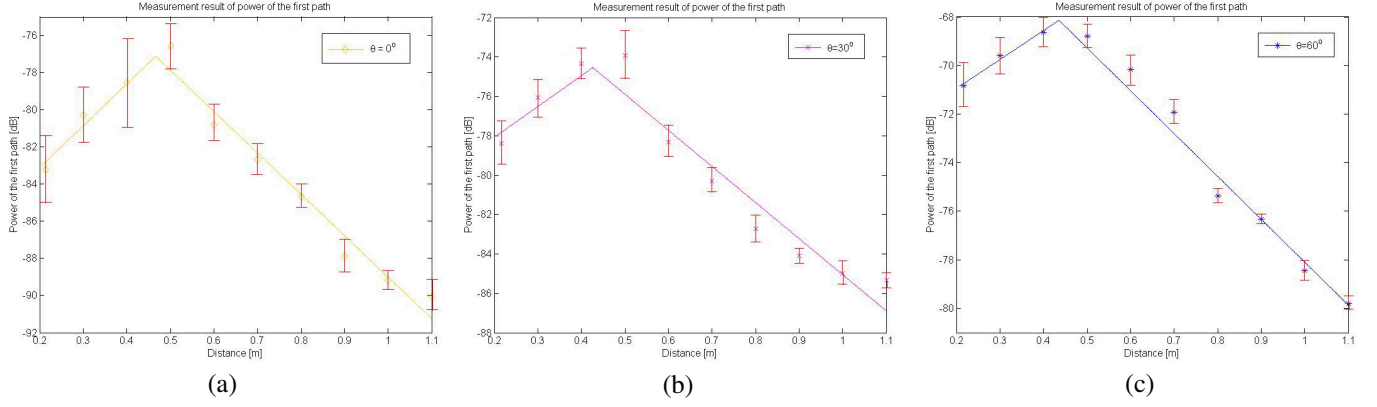 Measurement result of power of the first path
-76
-78
-80
-82
-84
-86
-88
-90
-92
Power of the first path [dB]
θ = 0⁰
0.2 0.3 0.4 0.5 0.6 0.7 0.8 0.9 1 1.1
Distance [m]
(a)
Measurement result of power of the first path
-72
-74
-76
-78
-80
-82
-84
-86
-88
Power of the first path [dB]
θ=30⁰
0.2 0.3 0.4 0.5 0.6 0.7 0.8 0.9 1 1.1
Distance [m]
(b)
Measurement result of power of the first path
-68
-70
-72
-74
-76
-78
-80
Power of the first path [dB]
θ=60⁰
0.2 0.3 0.4 0.5 0.6 0.7 0.8 0.9 1 1.1
Distance [m]
(c)